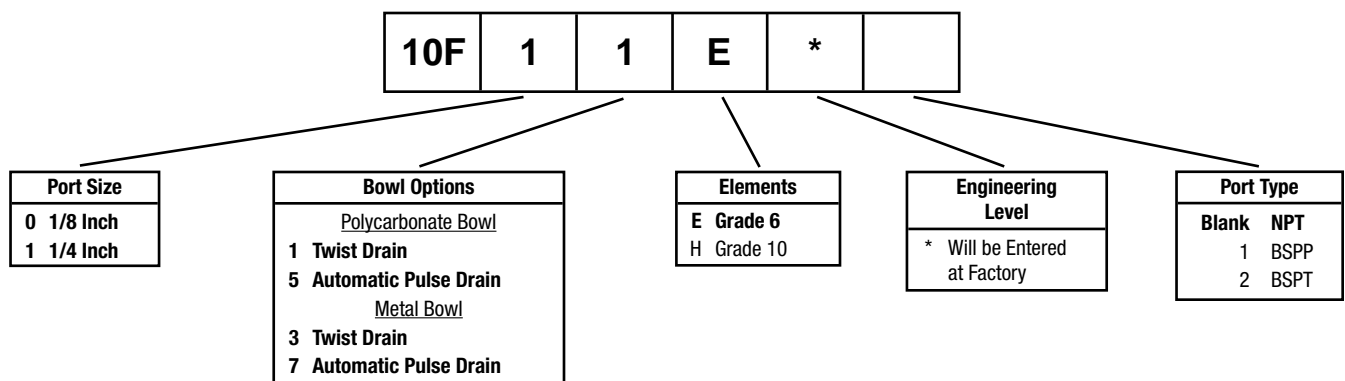 10F 1 1 E *
Port Size
0 1/8 Inch
1 1/4 Inch
Bowl Options
Polycarbonate Bowl
1 Twist Drain
5 Automatic Pulse Drain
Metal Bowl
3 Twist Drain
7 Automatic Pulse Drain
Elements
E Grade 6
H Grade 10
Engineering
Level
* Will be Entered
at Factory
Port Type
Blank NPT
1 BSPP
2 BSPT